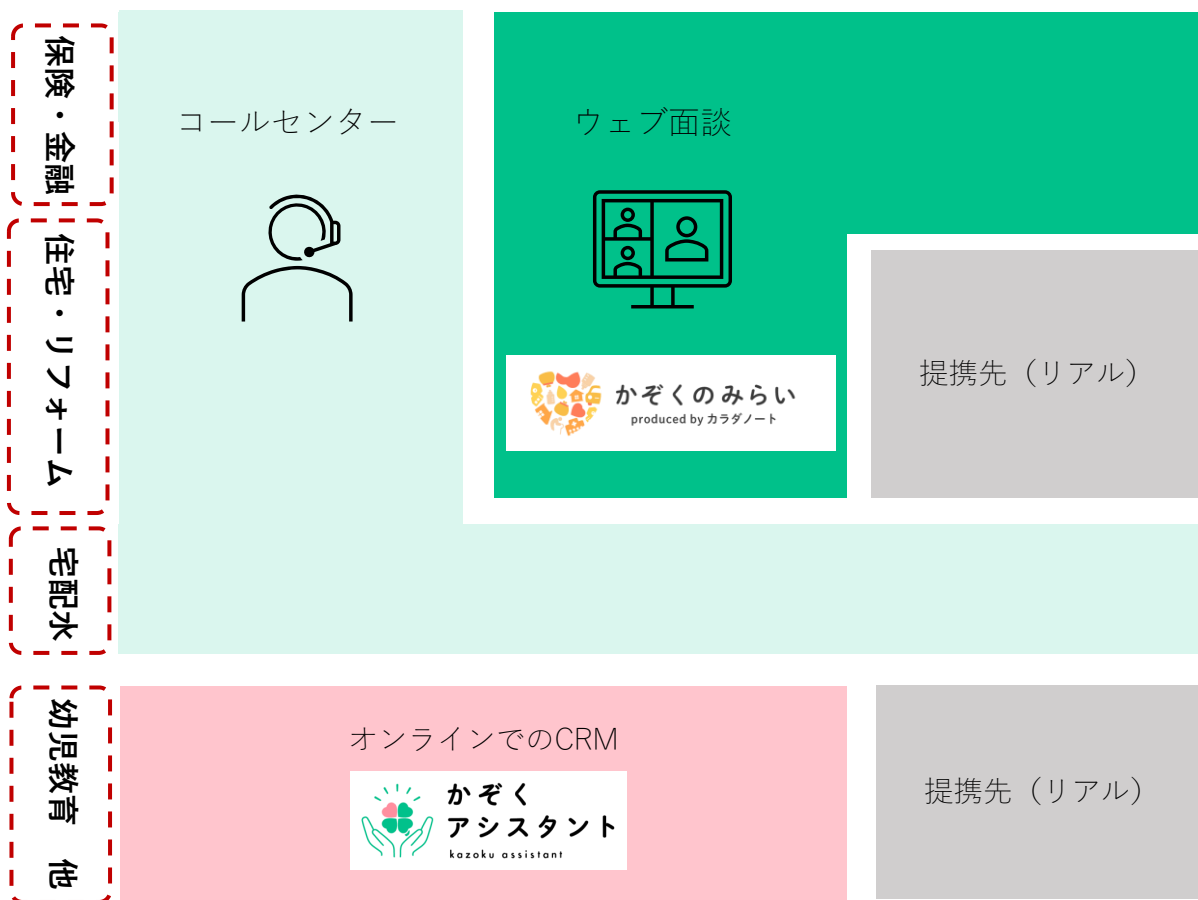 保険・金融
コールセンター
ウェブ面談
住宅・リフォーム
かぞくのみらい
produced by カラダノート
提携先（リアル）
宅配水
幼児教育　他
オンラインでのCRM
かぞく
アシスタント
kazoku assistant
提携先（リアル）